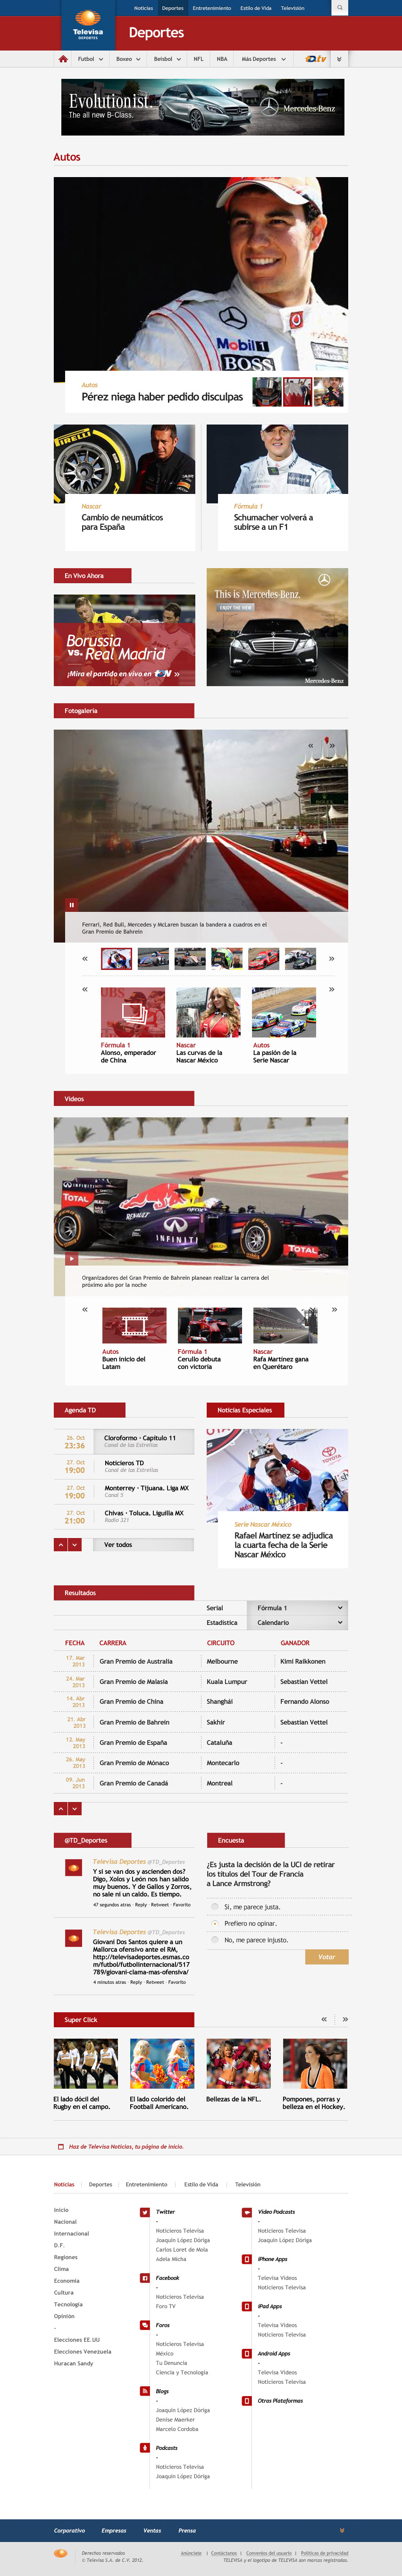 Noticias Deportes Entretenimiento Estilo de Vida Televisión
Televisa
DEPORTES
Deportes
Futbol Boxeo Beisbol NFL NBA Más Deportes TDtv
Evolutionist.
The all new B-Class.
Mercedes-Benz
Autos
Autos
Pérez niega haber pedido disculpas
Nascar
Cambio de neumáticos
para España
Fórmula 1
Schumacher volverá a
subirse a un F1
En Vivo Ahora
Borussia
vs. Real Madrid
¡Mira el partido en vivo en TDN »
This is Mercedes-Benz.
ENJOY THE VIEW
Mercedes-Benz
Fotogalería
Ferrari, Red Bull, Mercedes y McLaren buscan la bandera a cuadros en el
Gran Premio de Bahrein
Fórmula 1
Alonso, emperador
de China
Nascar
Las curvas de la
Nascar México
Autos
La pasión de la
Serie Nascar
Videos
Organizadores del Gran Premio de Bahrein planean realizar la carrera del
próximo año por la noche
Autos
Buen inicio del
Latam
Fórmula 1
Cerullo debuta
con victoria
Nascar
Rafa Martínez gana
en Querétaro
Agenda TD
26. Oct
23:36
Cloroformo - Capítulo 11
Canal de las Estrellas
27. Oct
19:00
Noticieros TD
Canal de las Estrellas
27. Oct
19:00
Monterrey - Tijuana. Liga MX
Canal 5
27. Oct
21:00
Chivas - Toluca. Liguilla MX
Radio 321
Ver todos
Noticias Especiales
Serie Nascar México
Rafael Martínez se adjudica
la cuarta fecha de la Serie
Nascar México
Resultados
Serial Fórmula 1
Estadística Calendario
FECHA CARRERA CIRCUITO GANADOR
17. Mar 2013 Gran Premio de Australia Melbourne Kimi Raikkonen
24. Mar 2013 Gran Premio de Malasia Kuala Lumpur Sebastian Vettel
14. Abr 2013 Gran Premio de China Shanghái Fernando Alonso
21. Abr 2013 Gran Premio de Bahrein Sakhir Sebastian Vettel
12. May 2013 Gran Premio de España Cataluña -
26. May 2013 Gran Premio de Mónaco Montecarlo -
09. Jun 2013 Gran Premio de Canadá Montreal -
@TD_Deportes
Televisa Deportes @TD_Deportes
Y si se van dos y ascienden dos?
Digo, Xolos y León nos han salido
muy buenos. Y de Gallos y Zorros,
no sale ni un caldo. Es tiempo.
47 segundos atras · Reply · Retweet · Favorito
Televisa Deportes @TD_Deportes
Giovani Dos Santos quiere a un
Mallorca ofensivo ante el RM,
http://televisadeportes.esmas.co
m/futbol/futbolinternacional/517
789/giovani-clama-mas-ofensiva/
4 minutos atras · Reply · Retweet · Favorito
Encuesta
¿Es justa la decisión de la UCI de retirar
los títulos del Tour de Francia
a Lance Armstrong?
Si, me parece justa.
Prefiero no opinar.
No, me parece injusto.
Votar
Super Click
El lado dócil del
Rugby en el campo.
El lado colorido del
Football Americano.
Bellezas de la NFL.
Pompones, porras y
belleza en el Hockey.
Haz de Televisa Noticias, tu página de inicio.
Noticias Deportes Entretenimiento Estilo de Vida Televisión
Inicio
Nacional
Internacional
D.F.
Regiones
Clima
Economía
Cultura
Tecnología
Opinión
-
Elecciones EE.UU
Elecciones Venezuela
Huracan Sandy
Twitter
-
Noticieros Televisa
Joaquín López Dóriga
Carlos Loret de Mola
Adela Micha
Facebook
-
Noticieros Televisa
Foro TV
Foros
-
Noticieros Televisa
México
Tu Denuncia
Ciencia y Tecnología
Blogs
-
Joaquín López Dóriga
Denise Maerker
Marcelo Cordoba
Podcasts
-
Noticieros Televisa
Joaquín López Dóriga
Video Podcasts
-
Noticieros Televisa
Joaquín López Dóriga
iPhone Apps
-
Televisa Videos
Noticieros Televisa
iPad Apps
-
Televisa Videos
Noticieros Televisa
Android Apps
-
Televisa Videos
Noticieros Televisa
Otras Plataformas
Corporativo Empresas Ventas Prensa
Derechos reservados
© Televisa S.A. de C.V. 2012.
Anúnciate | Contáctanos | Convenios del usuario | Políticas de privacidad
TELEVISA y el logotipo de TELEVISA son marcas registradas.